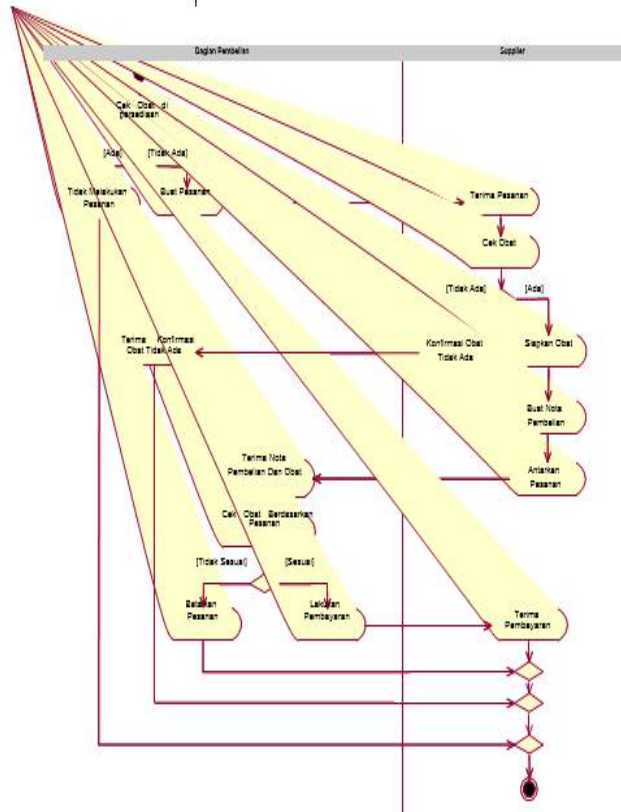 Bagian Pembelian
Supplier
Cek Obat di
Persediaan
[Ada]
[Tidak Ada]
Tidak Melakukan
Pesanan
Buat Pesanan
Terima Pesanan
Cek Obat
[Tidak Ada]
[Ada]
Terima Konfirmasi
Obat Tidak Ada
Konfirmasi Obat
Tidak Ada
Siapkan Obat
Buat Nota
Pembelian
Terima Nota
Pembelian Dan Obat
Antarkan
Pesanan
Cek Obat Berdasarkan
Pesanan
[Tidak Sesuai]
[Sesuai]
Batalkan
Pesanan
Lakukan
Pembayaran
Terima
Pembayaran